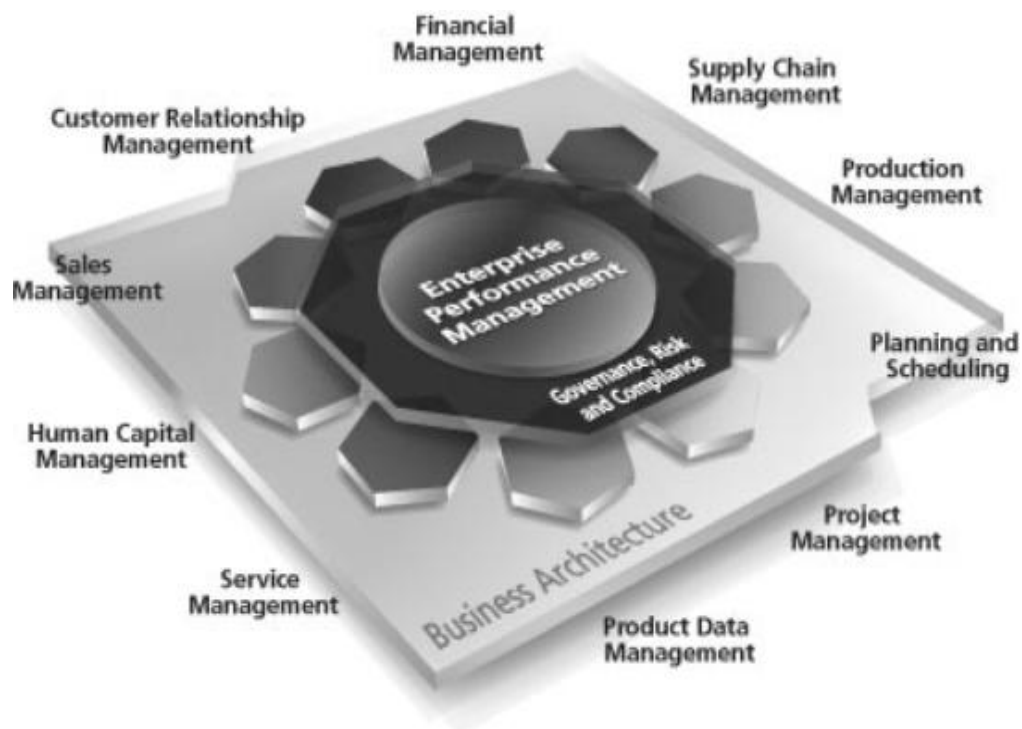 Financial
Management
Supply Chain
Management
Customer Relationship
Management
Production
Management
Sales
Management
Enterprise
Performance
Management
Planning and
Scheduling
Governance, Risk
and Compliance
Human Capital
Management
Project
Management
Business Architecture
Service
Management
Product Data
Management